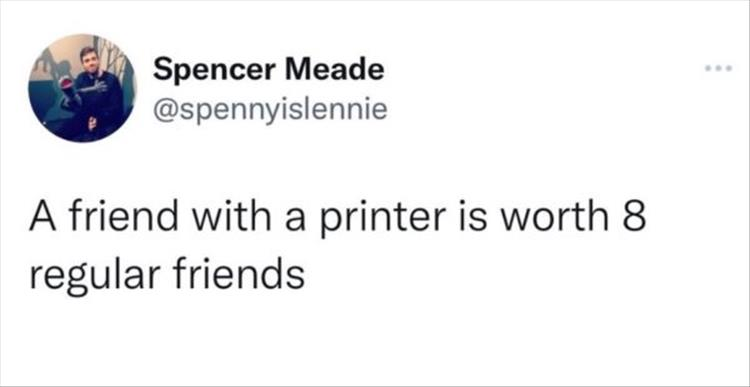 Spencer Meade
@spennyislennie
A friend with a printer is worth 8
regular friends